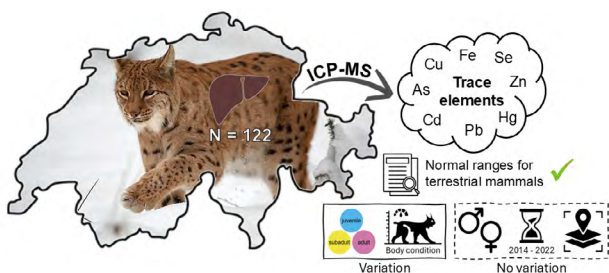 N = 122
ICP-MS
Cu
Fe
Se
As
Trace
elements
Zn
Cd
Pb
Hg
Normal ranges for
terrestrial mammals
juvenile
subadult
adult
Body condition
Variation
2014 - 2022
No variation